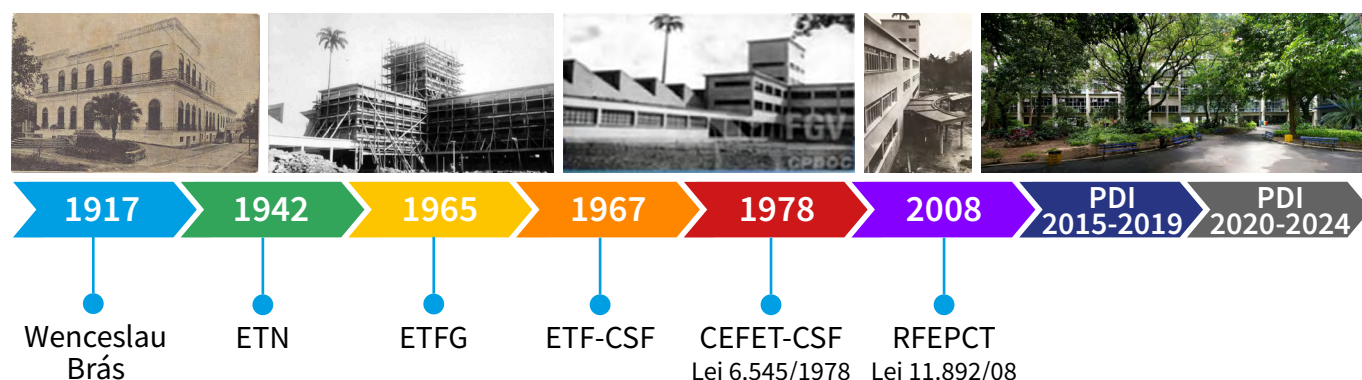 FGV
CPDOC
1917
1942
1965
1967
1978
2008
PDI
2015-2019
PDI
2020-2024
Wenceslau
Brás
ETN
ETFG
ETF-CSF
CEFET-CSF
Lei 6.545/1978
RFEPCT
Lei 11.892/08